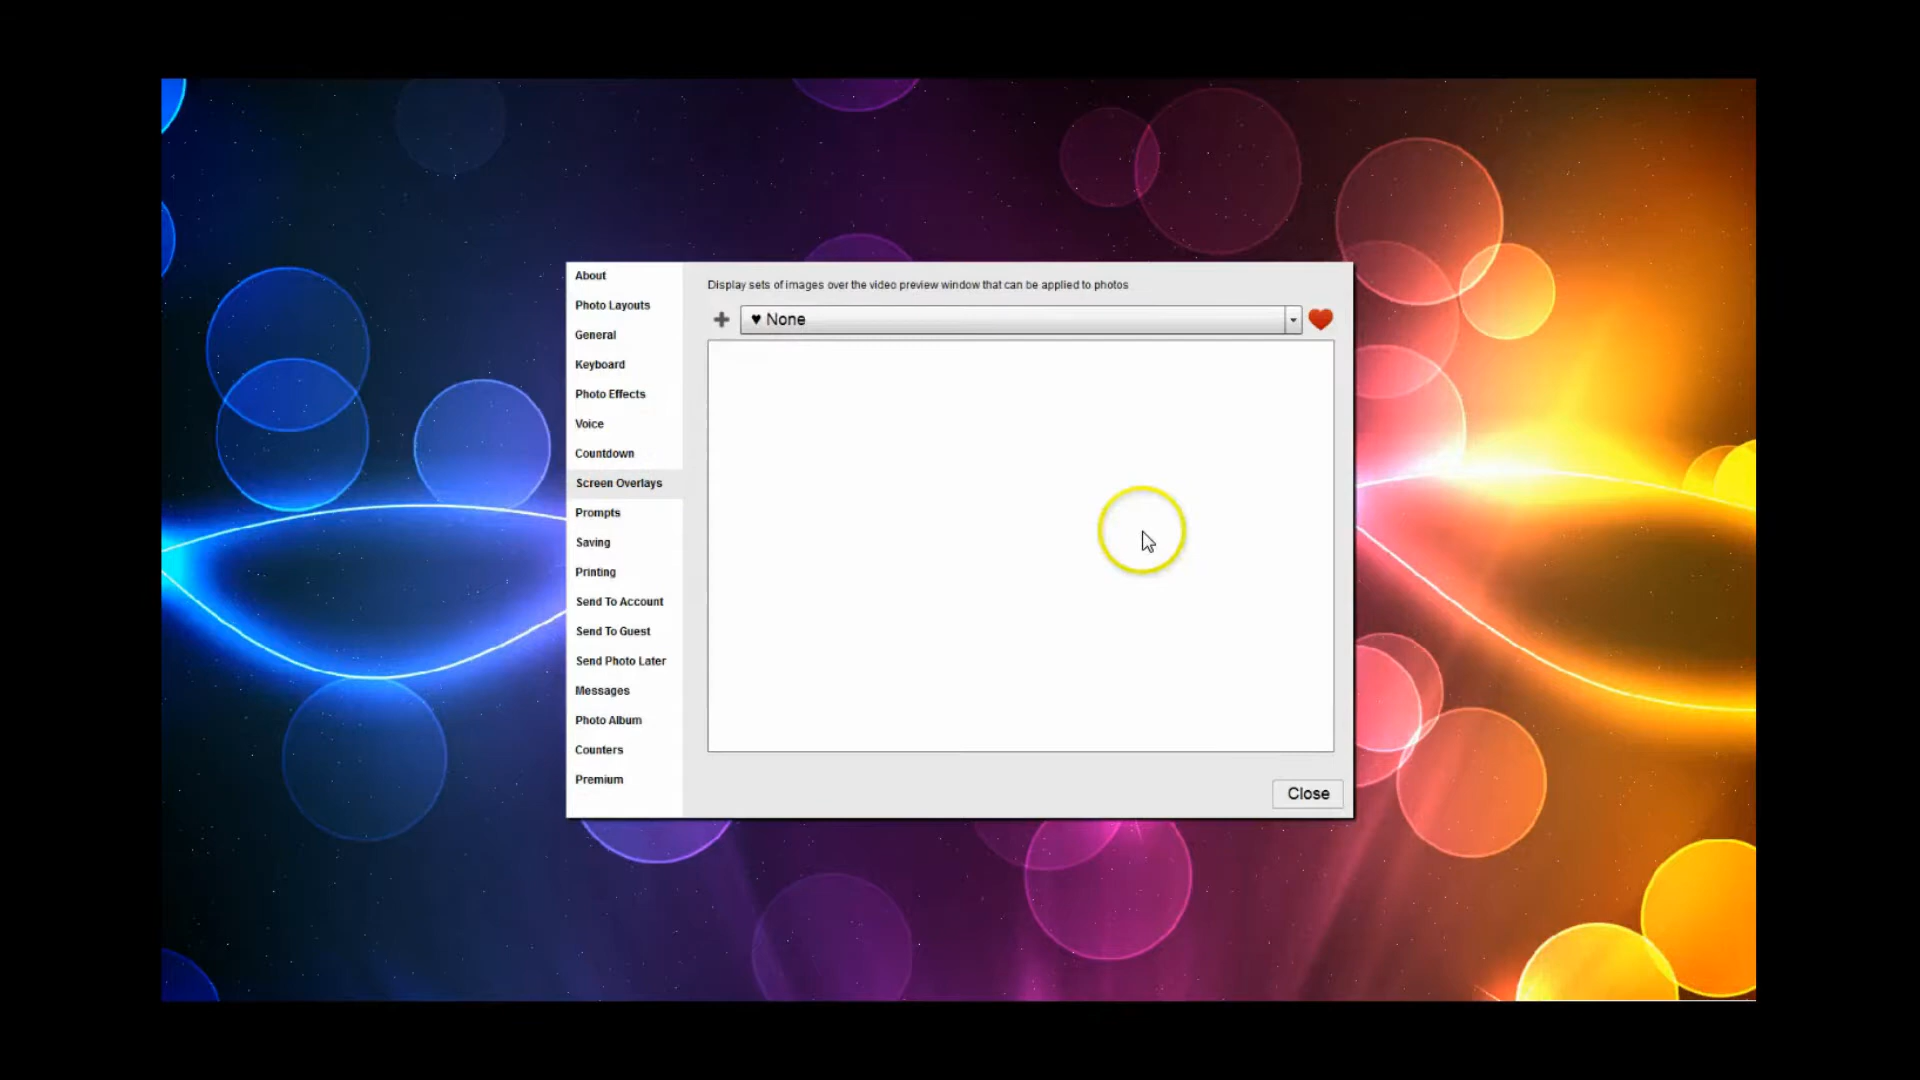 About
Photo Layouts
General
Keyboard
Photo Effects
Voice
Countdown
Screen Overlays
Prompts
Saving
Printing
Send To Account
Send To Guest
Send Photo Later
Messages
Photo Album
Counters
Premium
Display sets of images over the video preview window that can be applied to photos
♥ None
Close